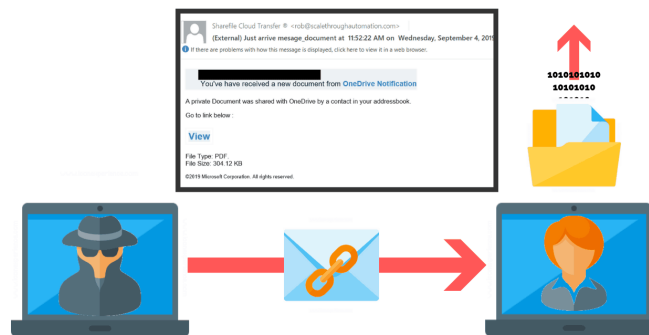 Sharefile Cloud Transfer ® <rob@scalethroughautomation.com>
(External) Just arrive mesage_document at 11:52:22 AM on Wednesday, September 4, 2019
If there are problems with how this message is displayed, click here to view it in a web browser.
You've have received a new document from OneDrive Notification
A private Document was shared with OneDrive by a contact in your addressbook.
Go to link below :
View
File Type: PDF.
File Size: 304.12 KB
©2019 Microsoft Corporation. All rights reserved.
1010101010
10101010